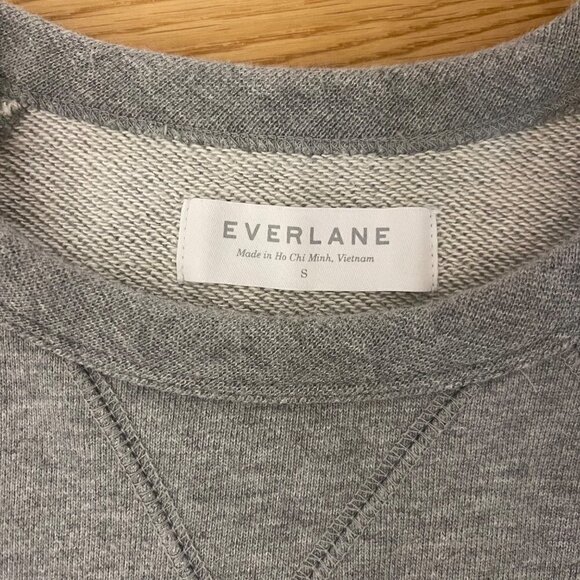 EVERLANE
Made in Ho Chi Minh, Vietnam
S